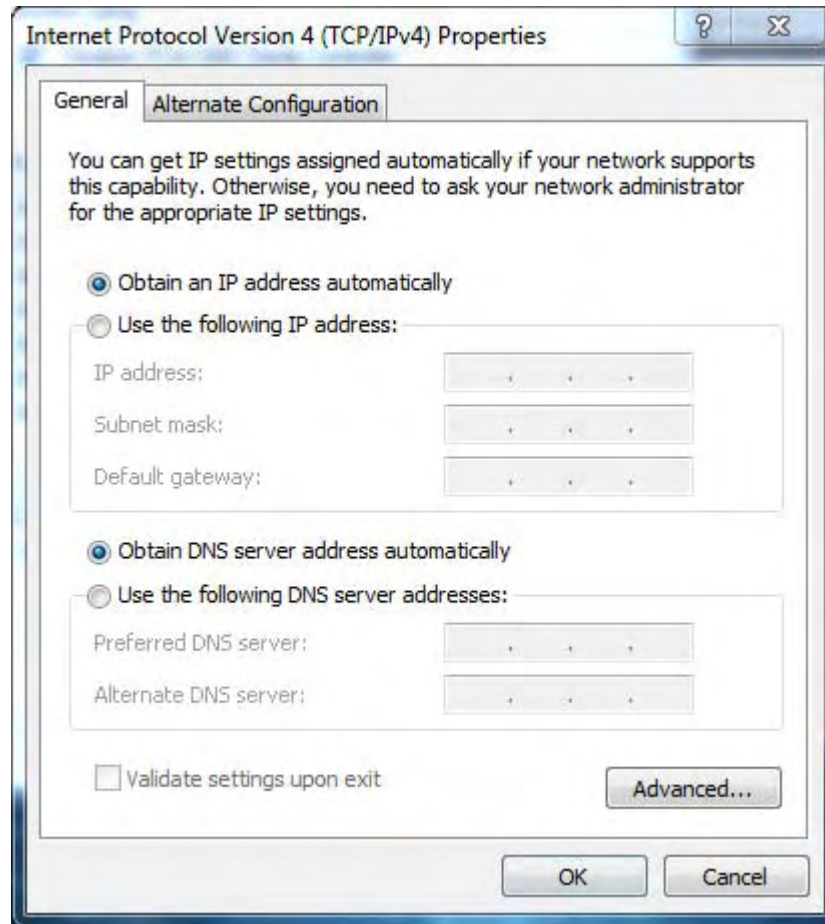 Internet Protocol Version 4 (TCP/IPv4) Properties
?
General
Alternate Configuration
You can get IP settings assigned automatically if your network supports
this capability. Otherwise, you need to ask your network administrator
for the appropriate IP settings.
Obtain an IP address automatically
Use the following IP address:
IP address:
. . .
Subnet mask:
. . .
Default gateway:
. . .
Obtain DNS server address automatically
Use the following DNS server addresses:
Preferred DNS server:
. . .
Alternate DNS server:
. . .
Validate settings upon exit
Advanced...
OK
Cancel